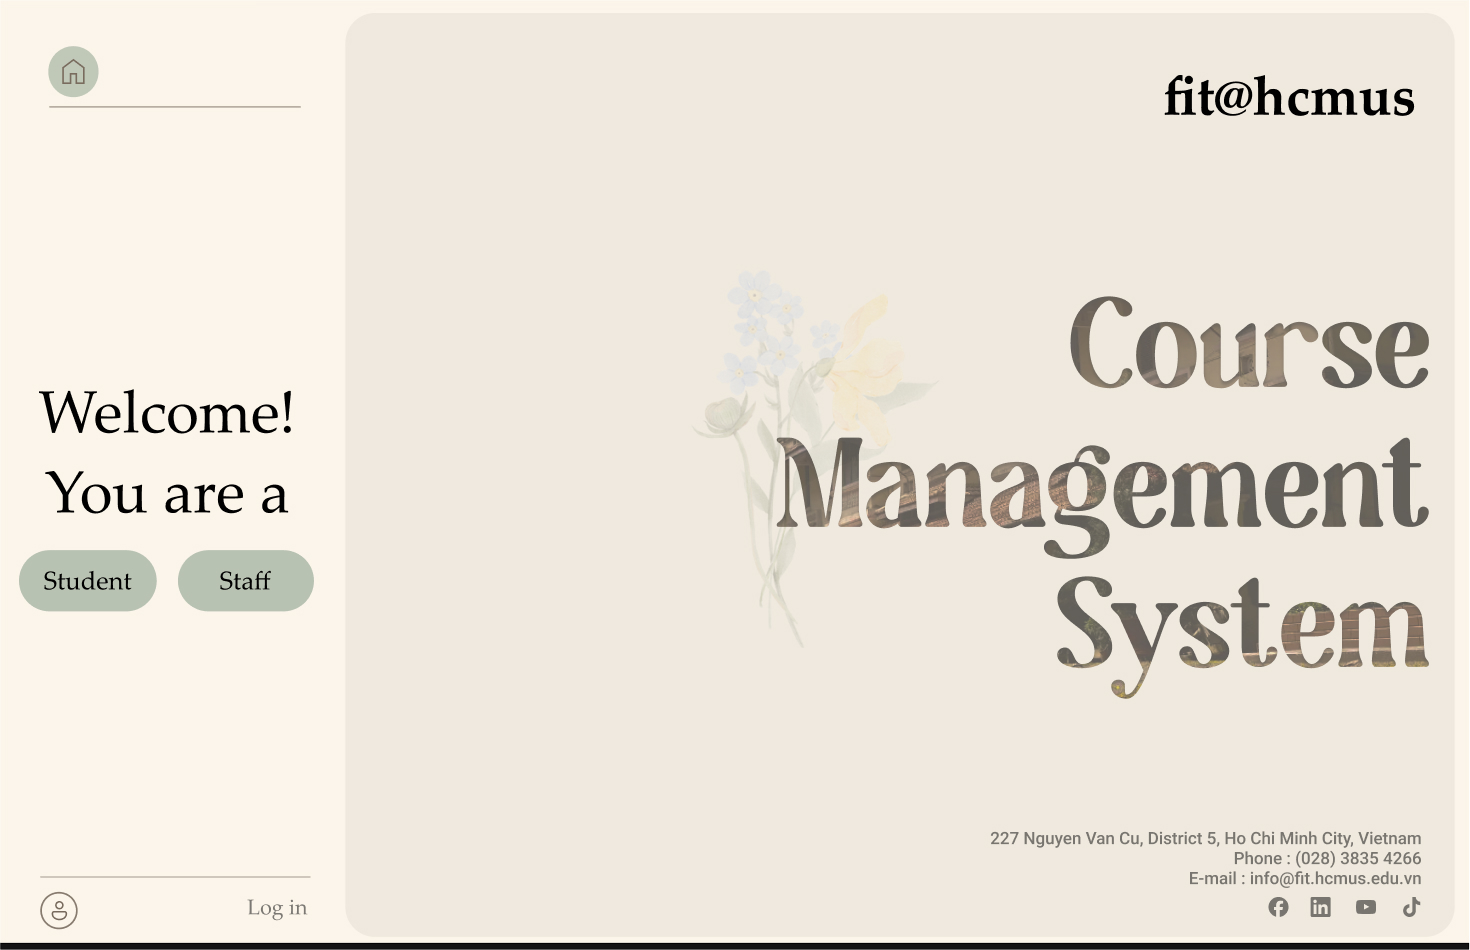 Welcome!
You are a
Student
Staff
Log in
fit@hcmus
Course
Management
System
227 Nguyen Van Cu, District 5, Ho Chi Minh City, Vietnam
Phone : (028) 3835 4266
E-mail : info@fit.hcmus.edu.vn